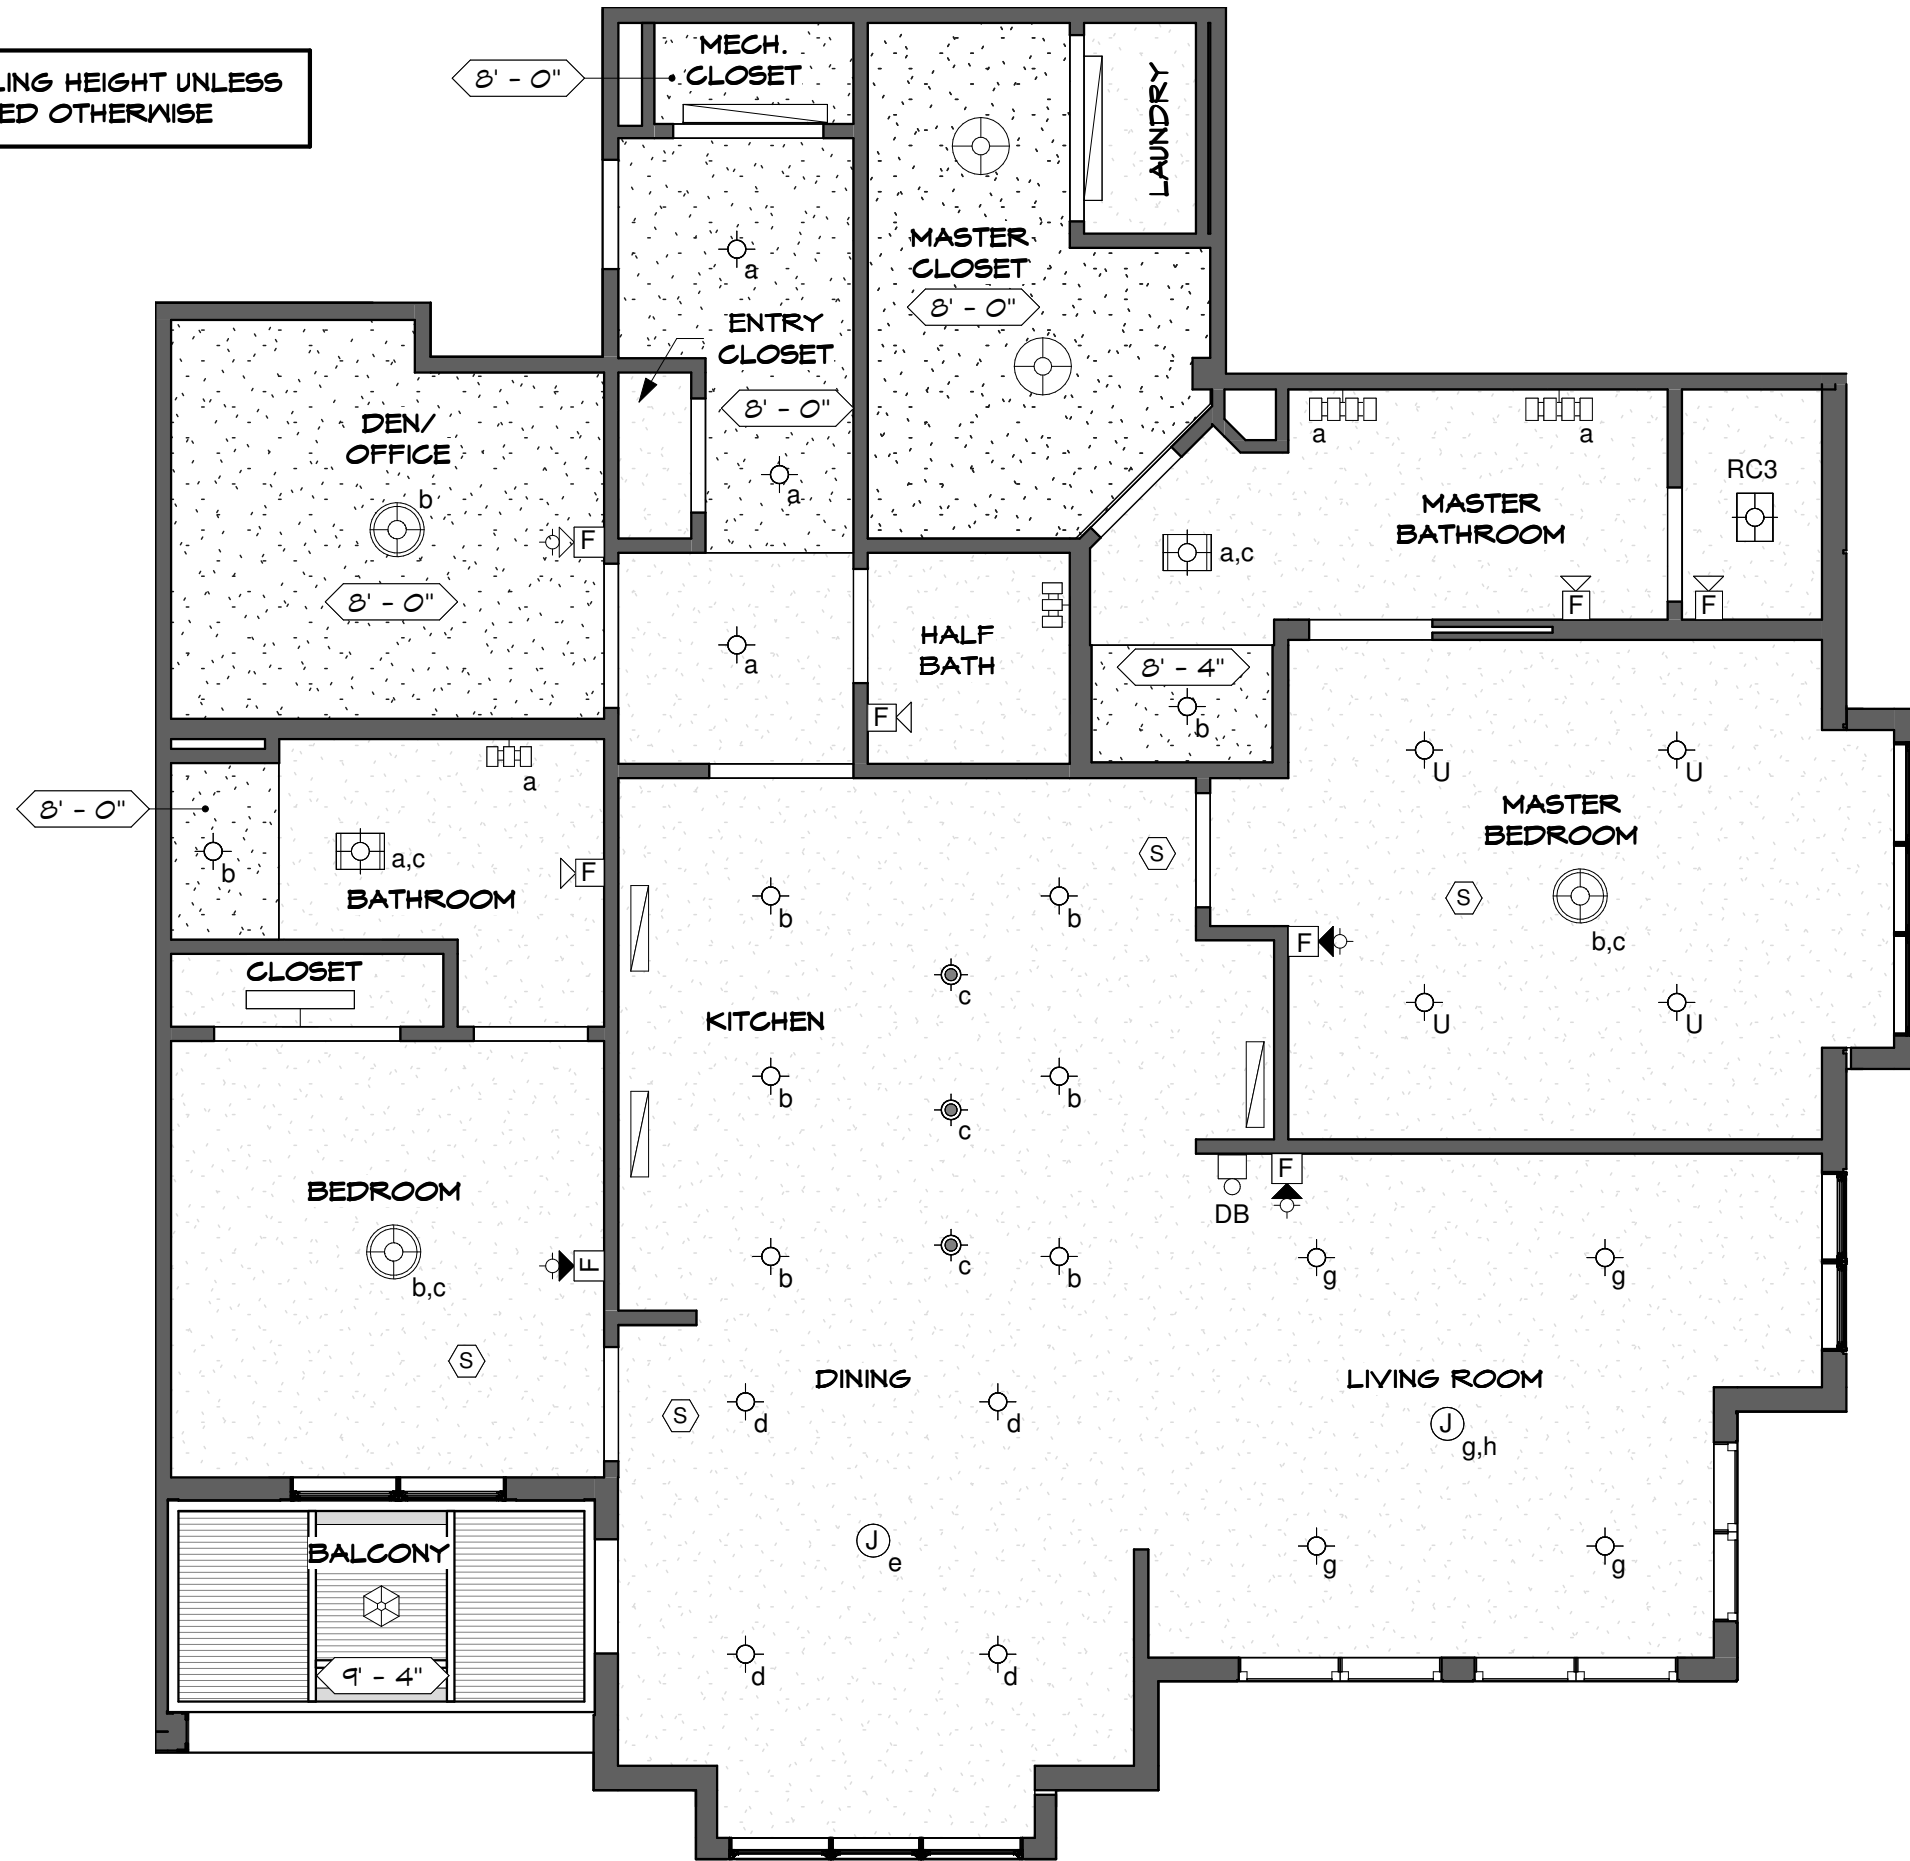 LING HEIGHT UNLESS
ED OTHERWISE
8' - 0"
MECH.
CLOSET
LAUNDRY
MASTER
CLOSET
8' - 0"
a
ENTRY
CLOSET
8' - 0"
a
DEN/
OFFICE
b
F
8' - 0"
a
a
RC3
MASTER
BATHROOM
a,c
F
F
HALF
BATH
a
F
8' - 4"
b
a
8' - 0"
b
a,c
F
BATHROOM
CLOSET
U
U
MASTER
BEDROOM
S
S
b,c
F
U
U
b
b
c
KITCHEN
b
b
c
b
b
c
BEDROOM
b,c
F
S
F
DB
g
g
DINING
S
d
d
LIVING ROOM
J
g,h
J
e
g
g
d
d
BALCONY
9' - 4"